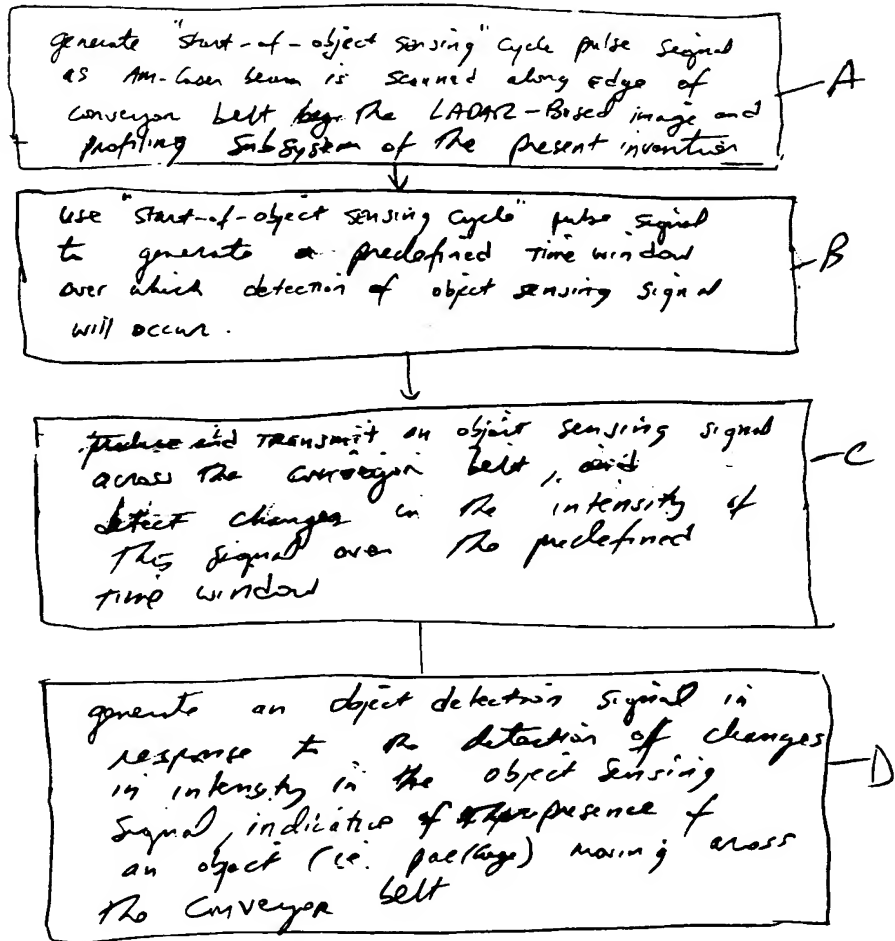 generate "start-of-object sensing" cycle pulse signal
as AM-laser beam is scanned along edge of
conveyor belt by the LADAR-Based image and
profiling subsystem of the present invention
A
use "start-of-object sensing cycle" pulse signal
to generate a predefined time window
over which detection of object sensing signal
will occur.
B
produce and TRANSMIT an object sensing signal
across the conveyor belt, and
detect changes in the intensity of
this signal over the predefined
time window
C
generate an object detection signal in
response to the detection of changes
in intensity in the object sensing
signal, indicative of the presence of
an object (i.e. package) moving across
the conveyor belt
D